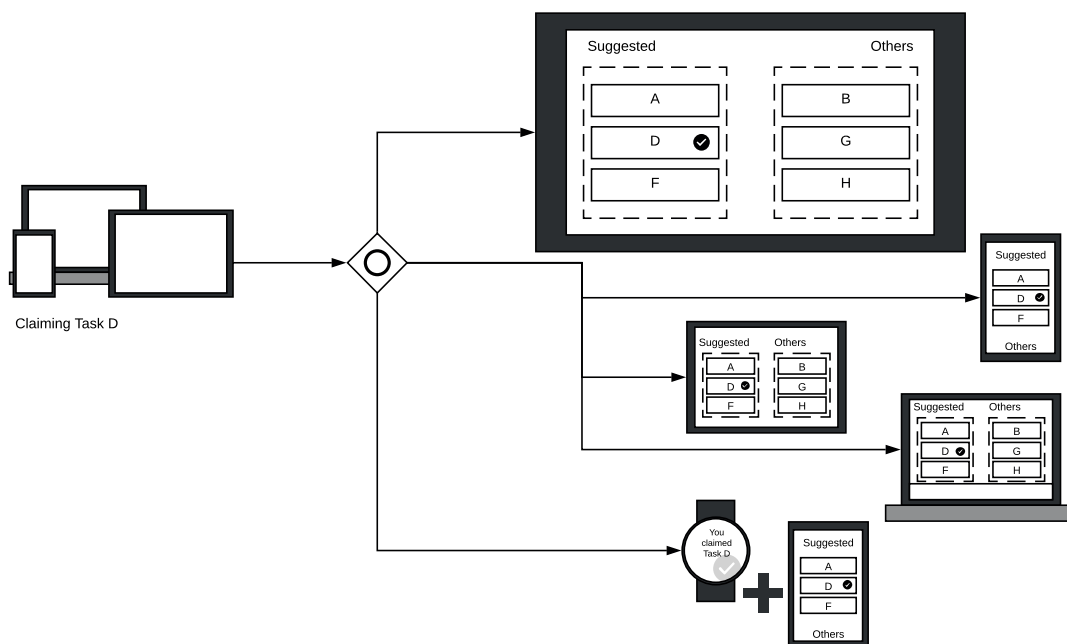 Suggested Others
A B
D G
F H
Claiming Task D
Suggested
A
D
F
Others
Suggested Others
A B
D G
F H
Suggested Others
A B
D G
F H
You
claimed
Task D
Suggested
A
D
F
Others